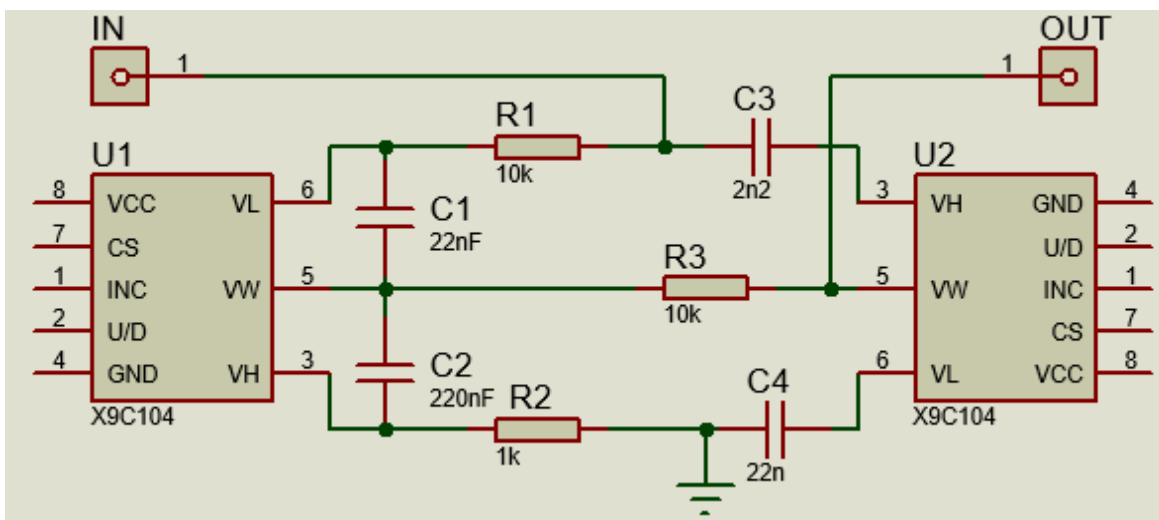 IN
OUT
1
1
C3
R1
10k
2n2
U1
U2
8 VCC VL 6
3 VH GND 4
7 CS
C1
22nF
U/D 2
1 INC VW 5
R3
10k
5 VW INC 1
2 U/D
CS 7
4 GND VH 3
C2
220nF
R2
1k
C4
22n
6 VL VCC 8
X9C104
X9C104